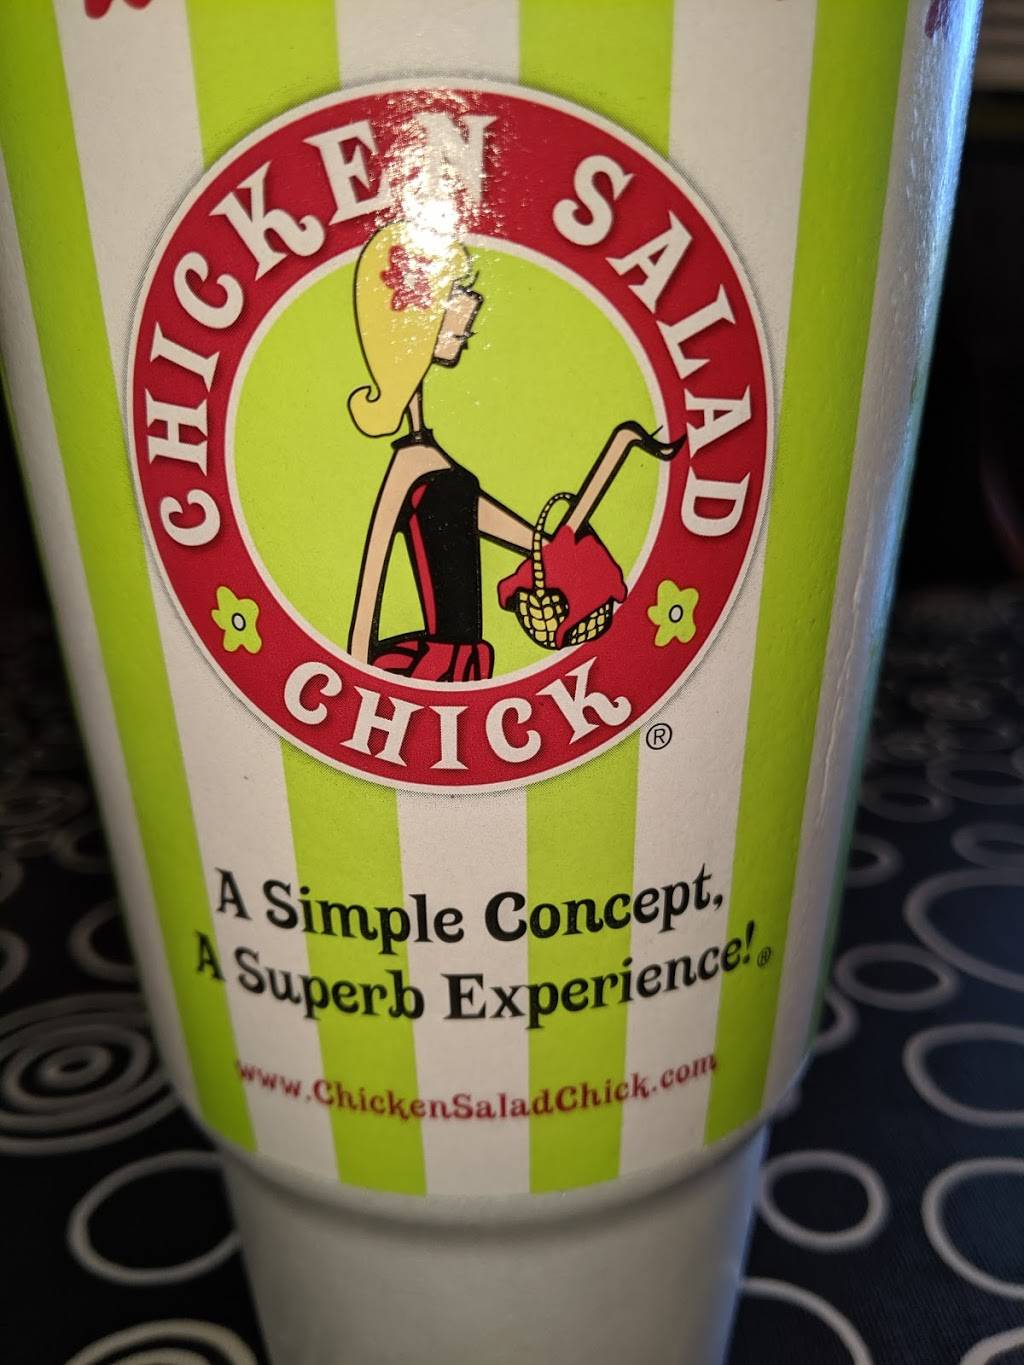 CHICKEN SALAD
CHICK
®
A Simple Concept,
A Superb Experience!®
www.ChickenSaladChick.com